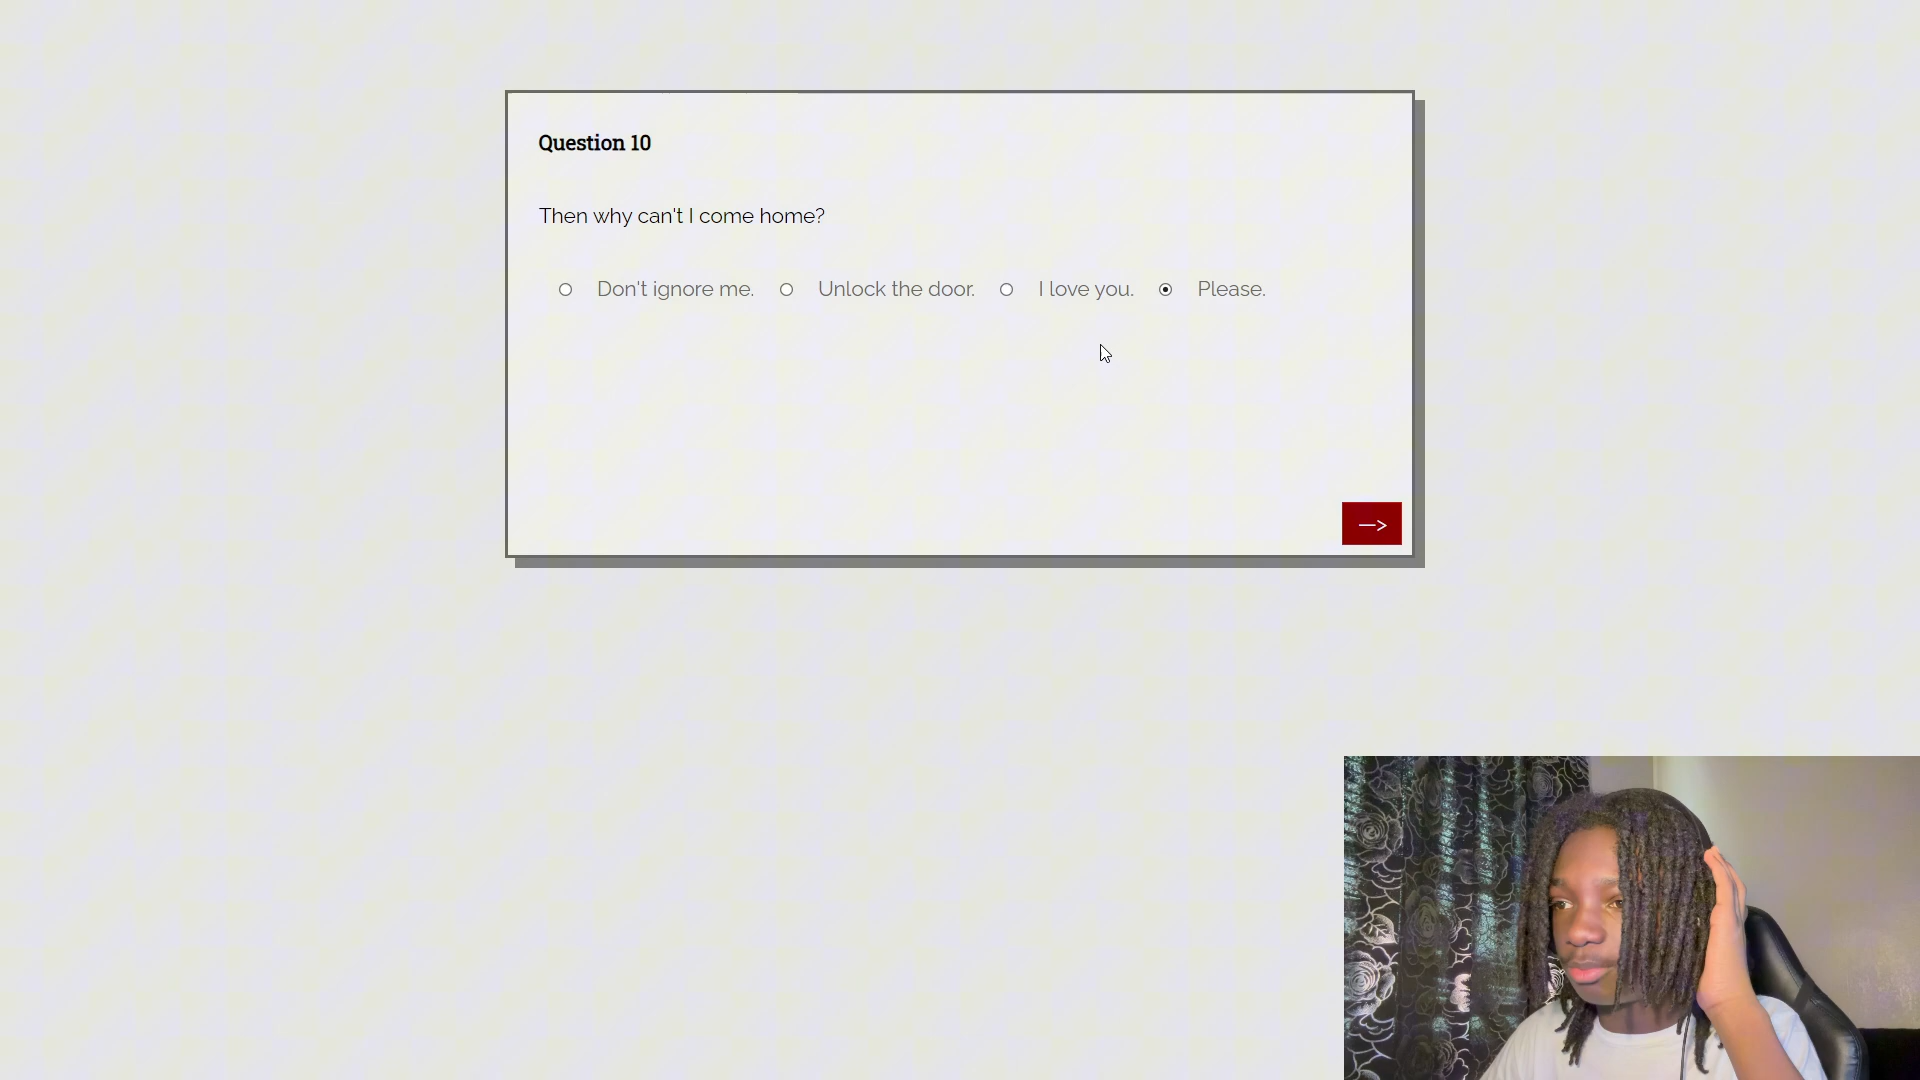 Question 10
Then why can't I come home?
Don't ignore me. Unlock the door. I love you. Please.
—>